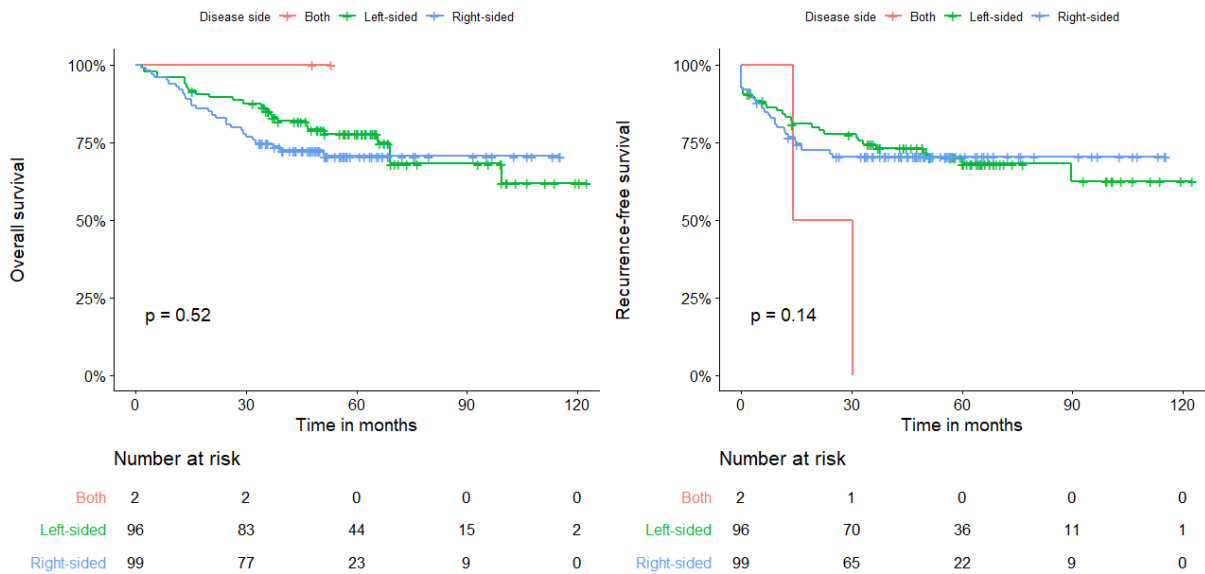 Disease side Both Left-sided Right-sided
Overall survival
100%
75%
50%
25%
0%
p = 0.52
0 30 60 90 120
Time in months
Number at risk
Both 2 2 0 0 0
Left-sided 96 83 44 15 2
Right-sided 99 77 23 9 0
Disease side Both Left-sided Right-sided
Recurrence-free survival
100%
75%
50%
25%
0%
p = 0.14
0 30 60 90 120
Time in months
Number at risk
Both 2 1 0 0 0
Left-sided 96 70 36 11 1
Right-sided 99 65 22 9 0